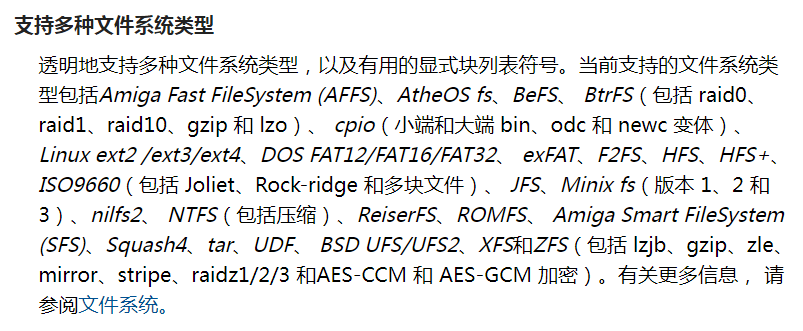 支持多种文件系统类型
透明地支持多种文件系统类型，以及有用的显式块列表符号。当前支持的文件系统类
型包括Amiga Fast FileSystem (AFFS)、AtheOS fs、BeFS、 BtrFS（包括 raid0、
raid1、raid10、gzip 和 lzo）、 cpio（小端和大端 bin、odc 和 newc 变体）、
Linux ext2 /ext3/ext4、DOS FAT12/FAT16/FAT32、 exFAT、F2FS、HFS、HFS+、
ISO9660（包括 Joliet、Rock-ridge 和多块文件）、 JFS、Minix fs（版本 1、2 和
3）、nilfs2、 NTFS（包括压缩）、ReiserFS、ROMFS、 Amiga Smart FileSystem
(SFS)、Squash4、tar、UDF、 BSD UFS/UFS2、XFS和ZFS（包括 lzjb、gzip、zle、
mirror、stripe、raidz1/2/3 和AES-CCM 和 AES-GCM 加密）。有关更多信息， 请
参阅文件系统。